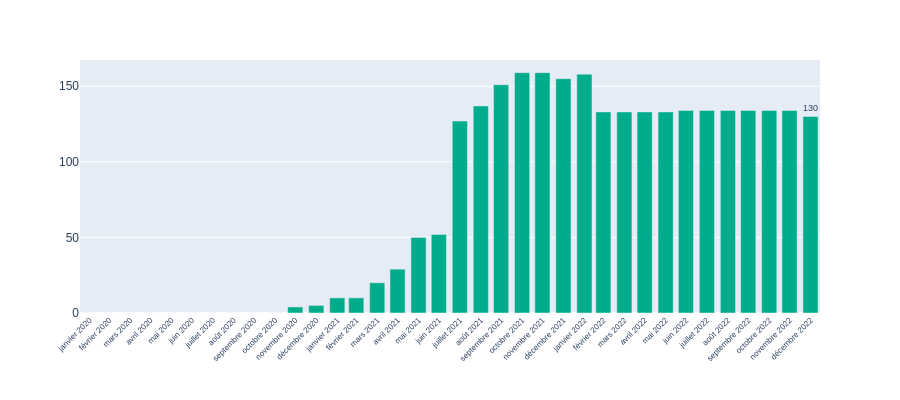 150
100
50
0
130
janvier 2020
février 2020
mars 2020
avril 2020
mai 2020
juin 2020
juillet 2020
août 2020
septembre 2020
octobre 2020
novembre 2020
décembre 2020
janvier 2021
février 2021
mars 2021
avril 2021
mai 2021
juin 2021
juillet 2021
août 2021
septembre 2021
octobre 2021
novembre 2021
décembre 2021
janvier 2022
février 2022
mars 2022
avril 2022
mai 2022
juin 2022
juillet 2022
août 2022
septembre 2022
octobre 2022
novembre 2022
décembre 2022